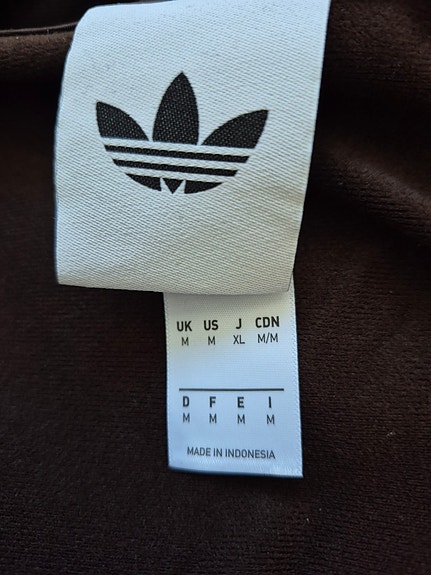 UK US J CDN
M M XL M/M
D F E I
M M M M
MADE IN INDONESIA